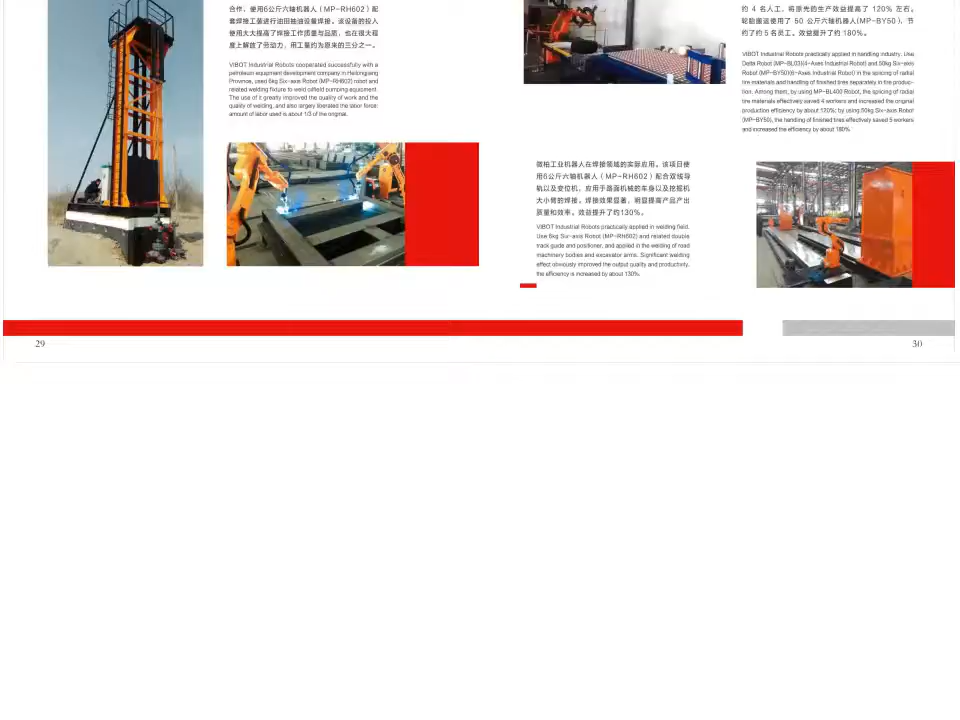 合作，使用6公斤六轴机器人（MP-RH602）配
套焊接工装进行油田抽油设备焊接。该设备的投入
使用大大提高了焊接工作质量与品质，也在很大程
度上解放了劳动力，用工量约为原来的三分之一。
VIBOT Industrial Robots cooperated successfully with a
petroleum equipment development company in Heilongjiang
Province, used 6kg Six-axis Robot (MP-RH602) robot and
related welding fixture to weld oilfield pumping equipment.
The use of it greatly improved the quality of work and the
quality of welding, and also largely liberated the labor force:
amount of labor used is about 1/3 of the original.
微柏工业机器人在焊接领域的实际应用。该项目使
用6公斤六轴机器人（MP-RH602）配合双线导
轨以及变位机，应用于路面机械的车身以及挖掘机
大小臂的焊接。焊接效果显著，明显提高产品产出
质量和效率。效益提升了约130%。
VIBOT Industrial Robots practically applied in welding field.
Use 6kg Six-axis Robot (MP-RH602) and related double
track guide and positioner, and applied in the welding of road
machinery bodies and excavator arms. Significant welding
effect obviously improved the output quality and productivity,
the efficiency is increased by about 130%.
约 4 名人工，将原先的生产效益提高了 120% 左右。
轮胎搬运使用了 50 公斤六轴机器人(MP-BY50)，节
约了约 5 名员工。效益提升了约 180%。
VIBOT Industrial Robots practically applied in handling industry. Use
Delta Robot (MP-BL03)(4-Axes Industrial Robot) and 50kg Six-axis
Robot (MP-BY50)(6-Axes Industrial Robot) in the splicing of radial
tire materials and handling of finished tires separately in the produc-
tion. Among them, by using MP-BL400 Robot, the splicing of radial
tire materials effectively saved 4 workers and increased the original
production efficiency by about 120%; by using 50kg Six-axis Robot
(MP-BY50), the handling of finished tires effectively saved 5 workers
and increased the efficiency by about 180%.
29
30